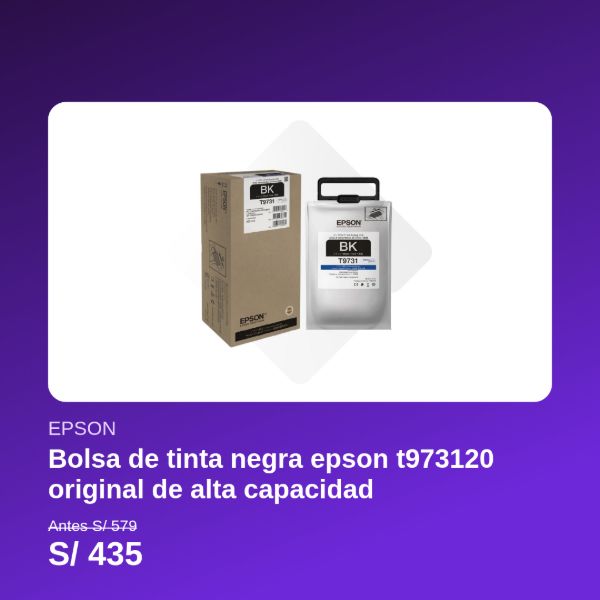 BK
T9731
EPSON
EPSON
BK
T9731
EPSON
Bolsa de tinta negra epson t973120
original de alta capacidad
Antes S/ 579
S/ 435